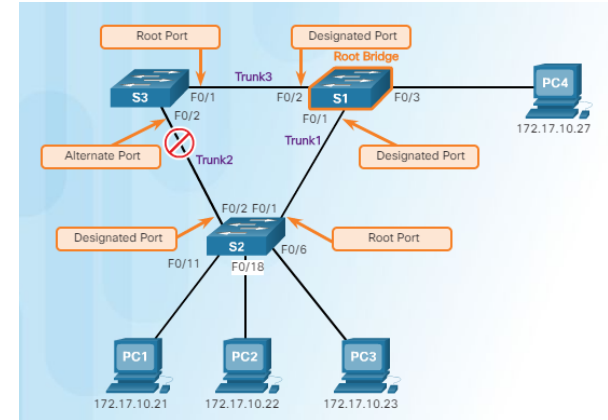 Root Port
Designated Port
Root Bridge
Trunk3
S3
F0/1
F0/2
S1
F0/3
PC4
F0/2
F0/1
172.17.10.27
Alternate Port
Trunk2
Trunk1
Designated Port
F0/2 F0/1
Designated Port
S2
Root Port
F0/11
F0/18
F0/6
PC1
PC2
PC3
172.17.10.21
172.17.10.22
172.17.10.23